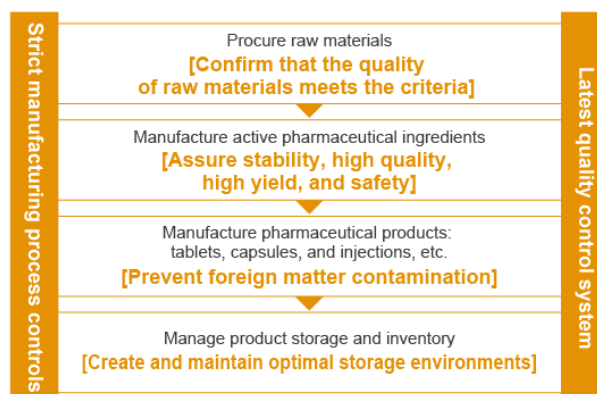 Strict manufacturing process controls
Procure raw materials
[Confirm that the quality
of raw materials meets the criteria]
Manufacture active pharmaceutical ingredients
[Assure stability, high quality,
high yield, and safety]
Manufacture pharmaceutical products:
tablets, capsules, and injections, etc.
[Prevent foreign matter contamination]
Manage product storage and inventory
[Create and maintain optimal storage environments]
Latest quality control system